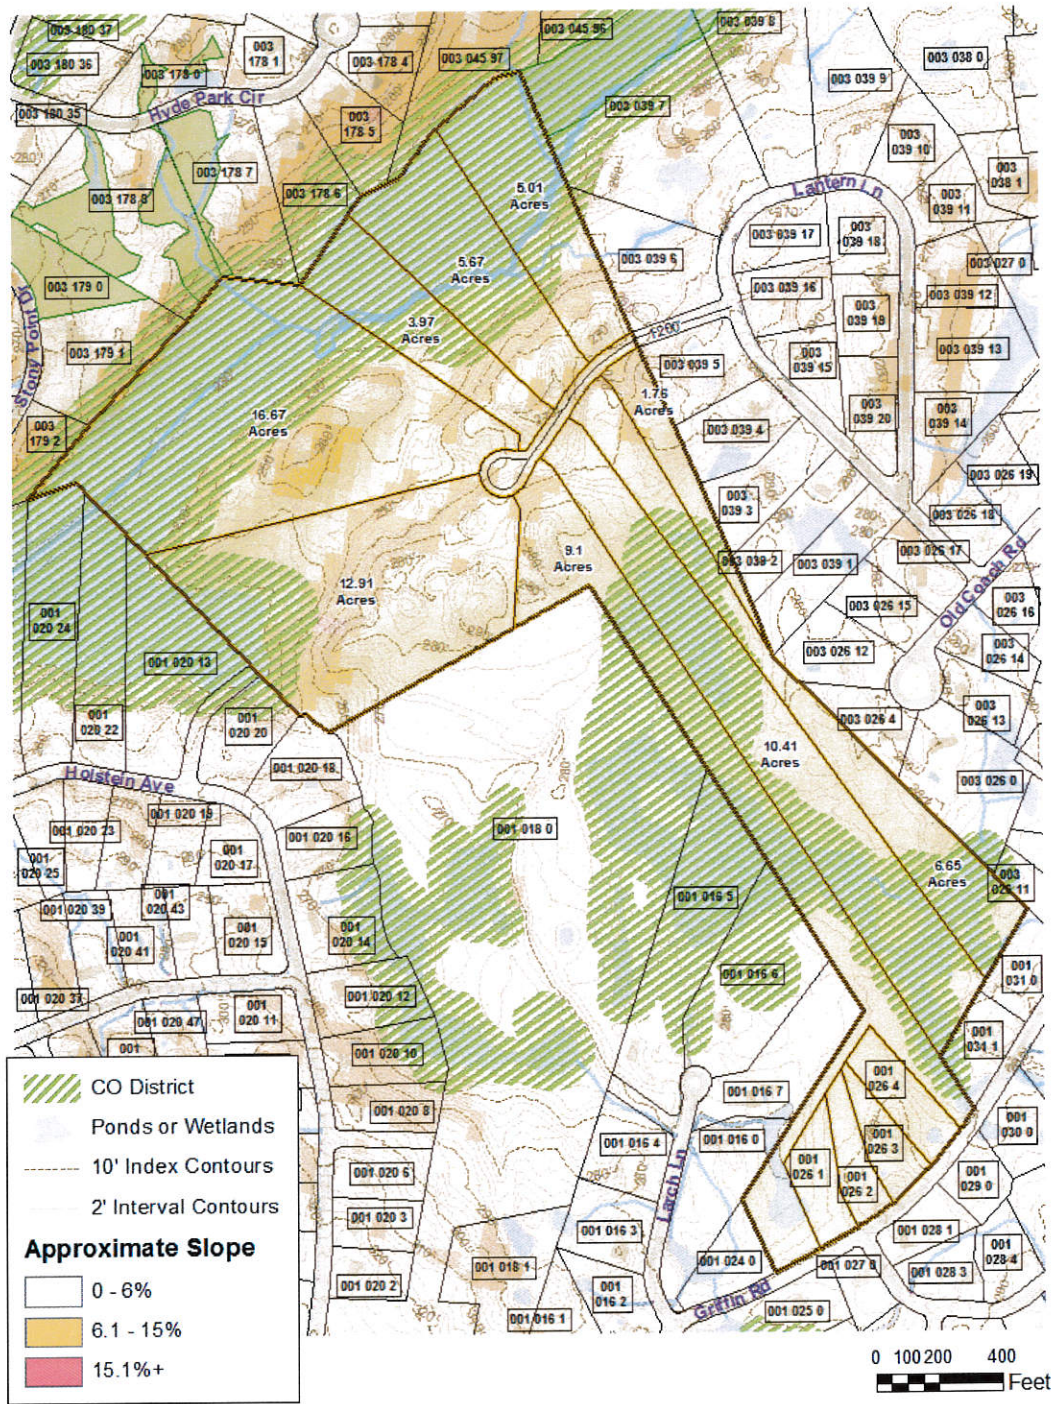 003 180 37
003 180 36
003 180 35
003 178 0
003
178 1
003 178 4
003 045 97
003 045 96
003 039 8
003 039 9
003 038 0
Hyde Park Cir
003
178 5
003 039 7
003
039 10
003
038 1
003 178 7
003 178 6
003 178 8
5.01
Acres
Lantern Ln
003
039 11
003 039 17
003
039 18
003 027 0
5.67
Acres
003 039 6
003 179 0
003 039 16
003 039 12
3.97
Acres
003
039 19
1200'
Stony Point Dr
003 179 1
003 039 5
003
039 15
003 039 13
1.76
Acres
003
039 20
003
039 14
16.67
Acres
003
179 2
003 039 4
003 026 19
003
039 3
003 026 18
9.1
Acres
003 039 2
003 039 1
003 026 17
Old Coach Rd
12.91
Acres
003 026 15
003
026 16
001
020 24
001 020 13
003 026 12
003
026 14
001
020 22
001
020 20
003 026 4
003
026 13
10.41
Acres
Holstein Ave
001 020 18
003 026 0
001 020 19
001 020 23
001 020 16
001 018 0
001
020 25
001
020 17
6.65
Acres
003
026 11
001
020 43
001 016 5
001 020 39
001
020 41
001
020 15
001
020 14
001 016 6
001
031 0
001 020 37
001 020 12
001 020 47
001
020 11
001
031 1
001
001 020 10
001
026 4
001 016 7
001 020 8
001 016 4
001 016 0
001
026 3
001
030 0
001
026 1
001
026 2
001
029 0
001 020 6
Larch Ln
001 020 3
001 016 3
001 028 1
001
028 4
001 018 1
001 024 0
001 027 0
001 028 3
001 020 2
001
016 2
Griffin Rd
001 016 1
001 025 0
CO District
Ponds or Wetlands
10' Index Contours
2' Interval Contours
Approximate Slope
0 - 6%
6.1 - 15%
15.1%+
0 100 200 400
Feet